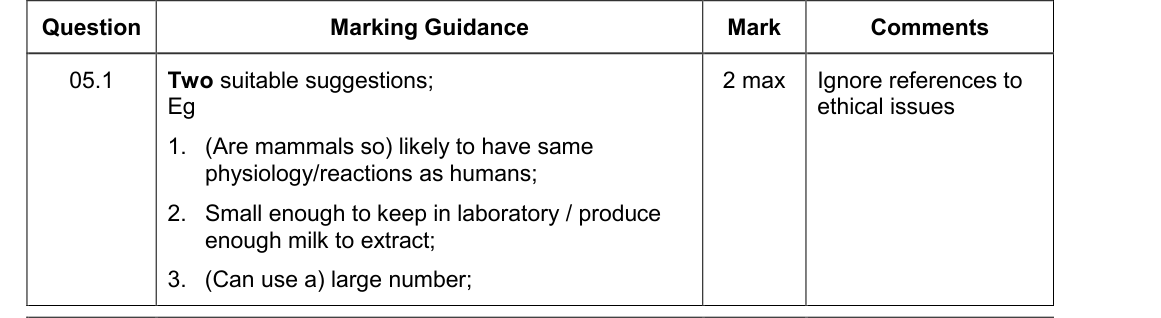 Question Marking Guidance Mark Comments
05.1 Two suitable suggestions; 2 max Ignore references to
Eg ethical issues
1. (Are mammals so) likely to have same
physiology/reactions as humans;
2. Small enough to keep in laboratory / produce
enough milk to extract;
3. (Can use a) large number;